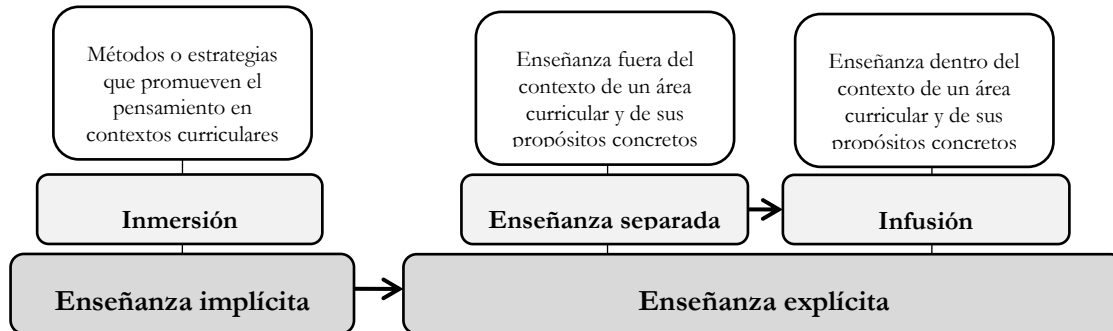 Métodos o estrategias
que promueven el
pensamiento en
contextos curriculares
Enseñanza fuera del
contexto de un área
curricular y de sus
propósitos concretos
Enseñanza dentro del
contexto de un área
curricular y de sus
propósitos concretos
Inmersión
Enseñanza separada
Infusión
Enseñanza implícita
Enseñanza explícita